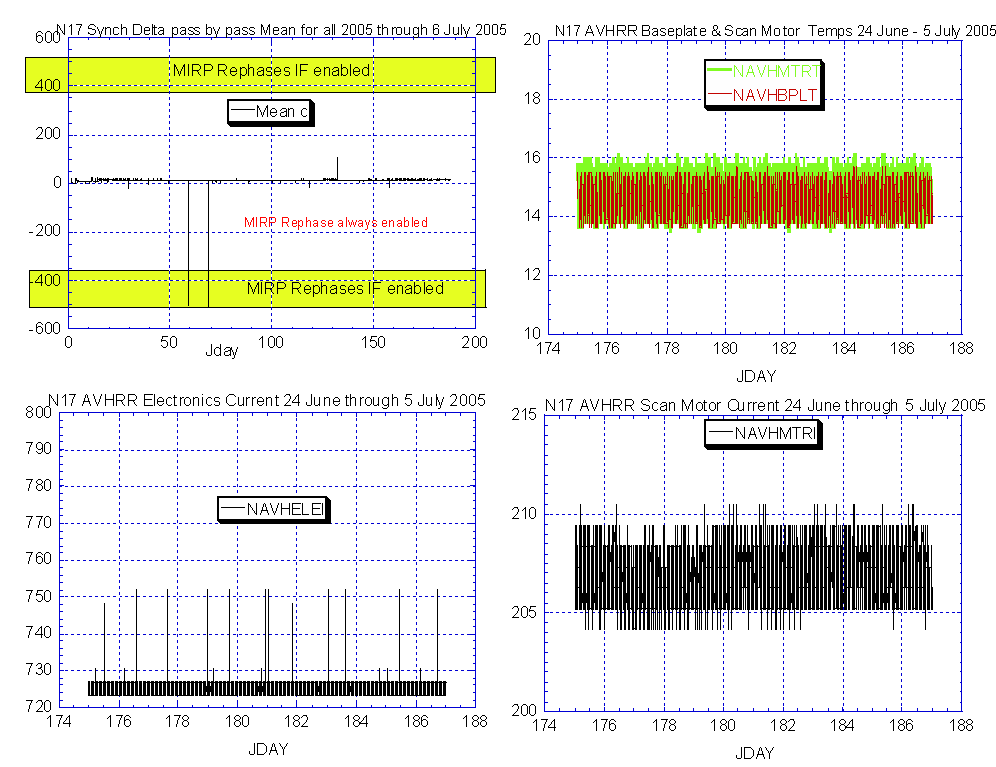 N17 Synch Delta pass by pass Mean for all 2005 through 6 July 2005
600
MIRP Rephases IF enabled
400
Mean c
200
0
MIRP Rephase always enabled
-200
-400
MIRP Rephases IF enabled
-600
0 50 100 150 200
Jday
N17 AVHRR Baseplate & Scan Motor Temps 24 June - 5 July 2005
20
NAVHMTRT
NAVHBPLT
18
16
14
12
10
174 176 178 180 182 184 186 188
JDAY
N17 AVHRR Electronics Current 24 June through 5 July 2005
800
790
780
NAVHELEI
770
760
750
740
730
720
174 176 178 180 182 184 186 188
JDAY
N17 AVHRR Scan Motor Current 24 June through 5 July 2005
215
NAVHMTRI
210
205
200
174 176 178 180 182 184 186 188
JDAY